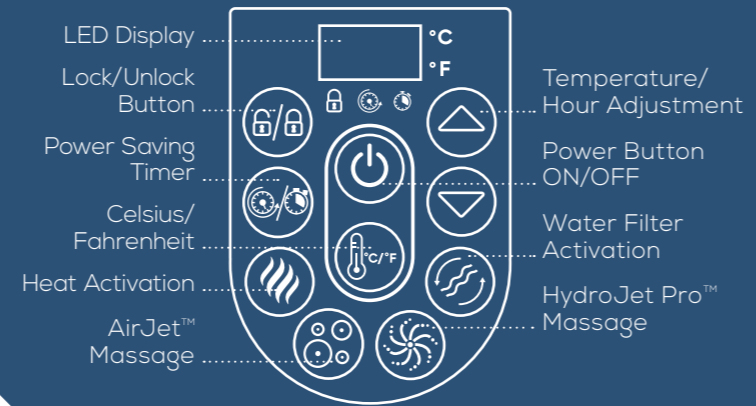 LED Display
Lock/Unlock
Button
Power Saving
Timer
Celsius/
Fahrenheit
Heat Activation
AirJet™
Massage
°C
°F
°C/°F
Temperature/
Hour Adjustment
Power Button
ON/OFF
Water Filter
Activation
HydroJet Pro™
Massage